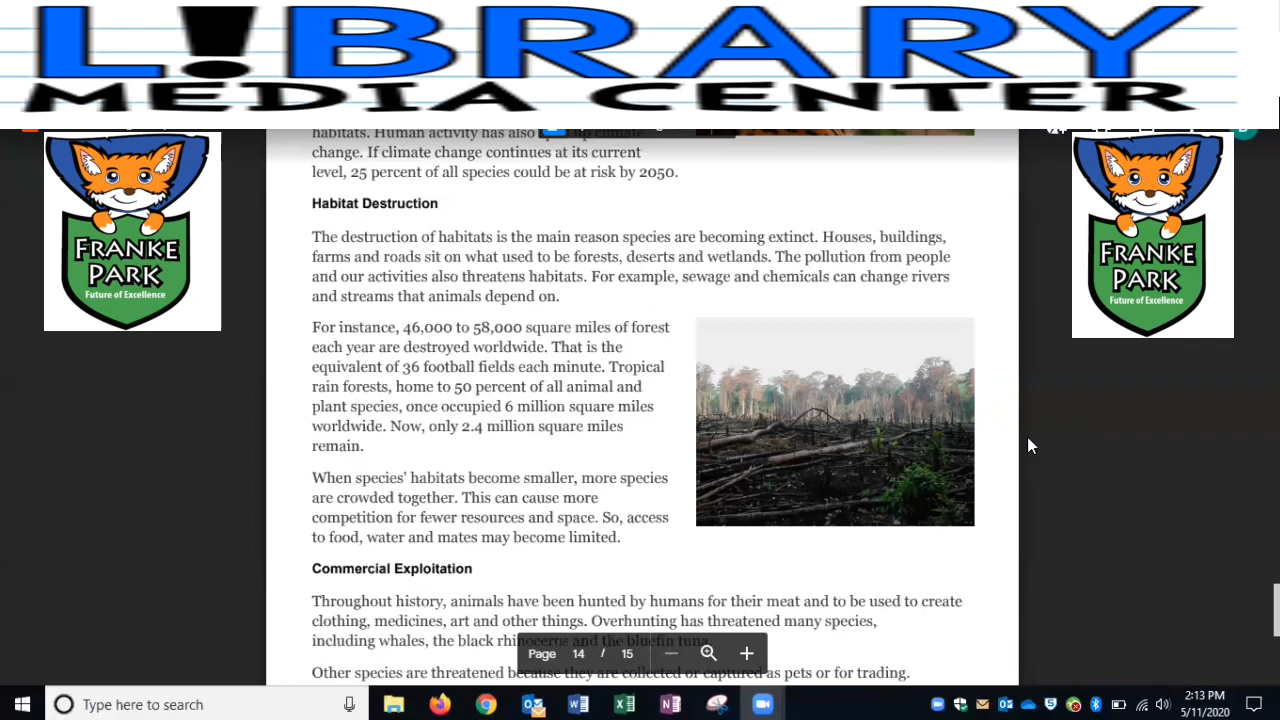 L!BRARY
MEDIA CENTER
habitats. Human activity has also
change. If climate change continues at its current
level, 25 percent of all species could be at risk by 2050.
FRANKE
PARK
Future of Excellence
FRANKE
PARK
Future of Excellence
Habitat Destruction
The destruction of habitats is the main reason species are becoming extinct. Houses, buildings,
farms and roads sit on what used to be forests, deserts and wetlands. The pollution from people
and our activities also threatens habitats. For example, sewage and chemicals can change rivers
and streams that animals depend on.
For instance, 46,000 to 58,000 square miles of forest
each year are destroyed worldwide. That is the
equivalent of 36 football fields each minute. Tropical
rain forests, home to 50 percent of all animal and
plant species, once occupied 6 million square miles
worldwide. Now, only 2.4 million square miles
remain.
When species' habitats become smaller, more species
are crowded together. This can cause more
competition for fewer resources and space. So, access
to food, water and mates may become limited.
Commercial Exploitation
Throughout history, animals have been hunted by humans for their meat and to be used to create
clothing, medicines, art and other things. Overhunting has threatened many species,
including whales, the black rhinoceros and the bluefin tuna.
Page 14 / 15
Other species are threatened because they are collected or captured as pets or for trading.
Type here to search
2:13 PM
5/11/2020